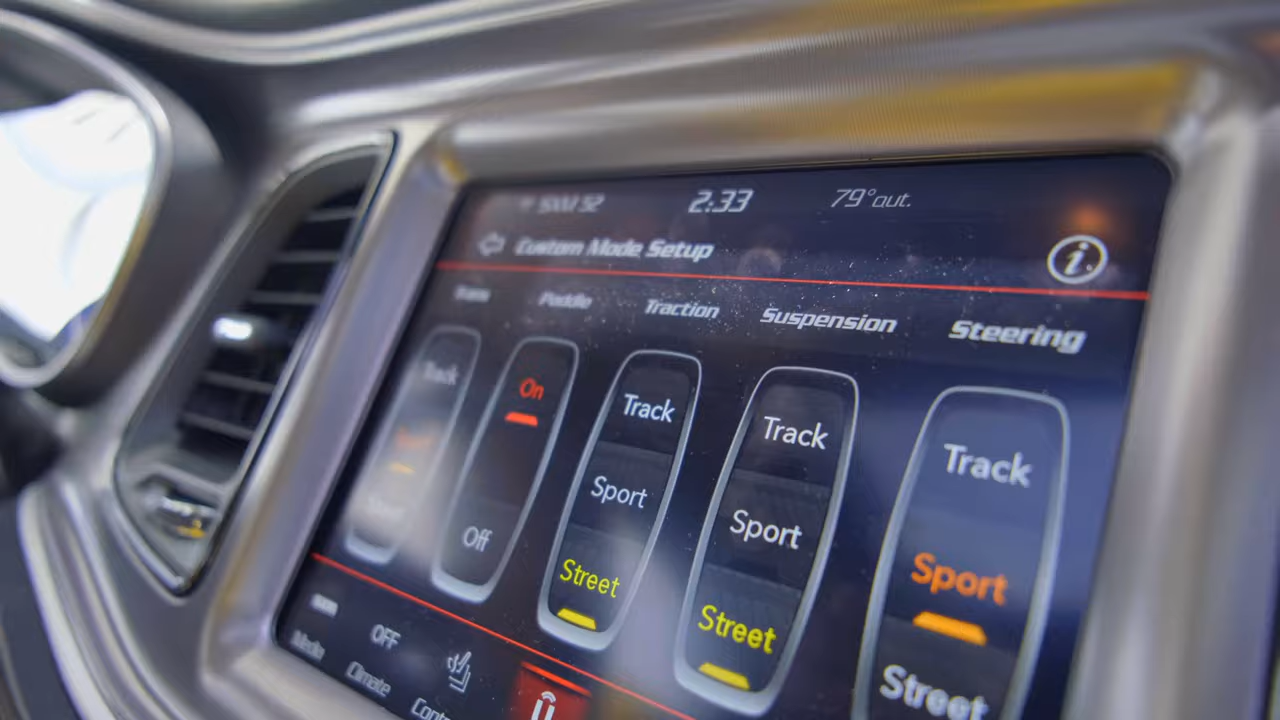 2:33 79°out.
Custom Mode Setup
Paddle Traction Suspension Steering
Track On Track Track Track
Sport Sport Sport
Off Street Street Street
OFF
Media Climate